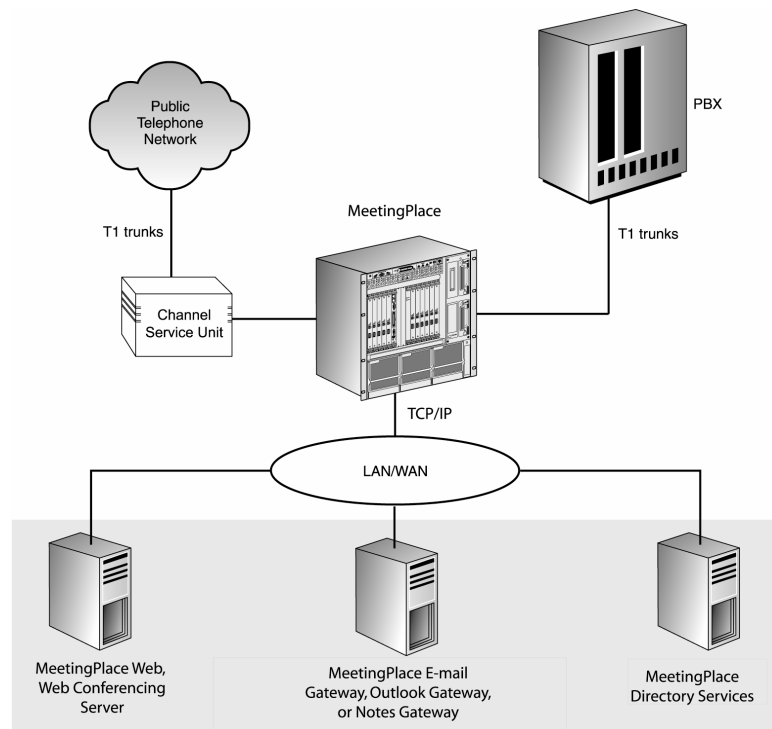 Public
Telephone
Network
PBX
MeetingPlace
T1 trunks
T1 trunks
Channel
Service Unit
TCP/IP
LAN/WAN
MeetingPlace Web,
Web Conferencing
Server
MeetingPlace E-mail
Gateway, Outlook Gateway,
or Notes Gateway
MeetingPlace
Directory Services